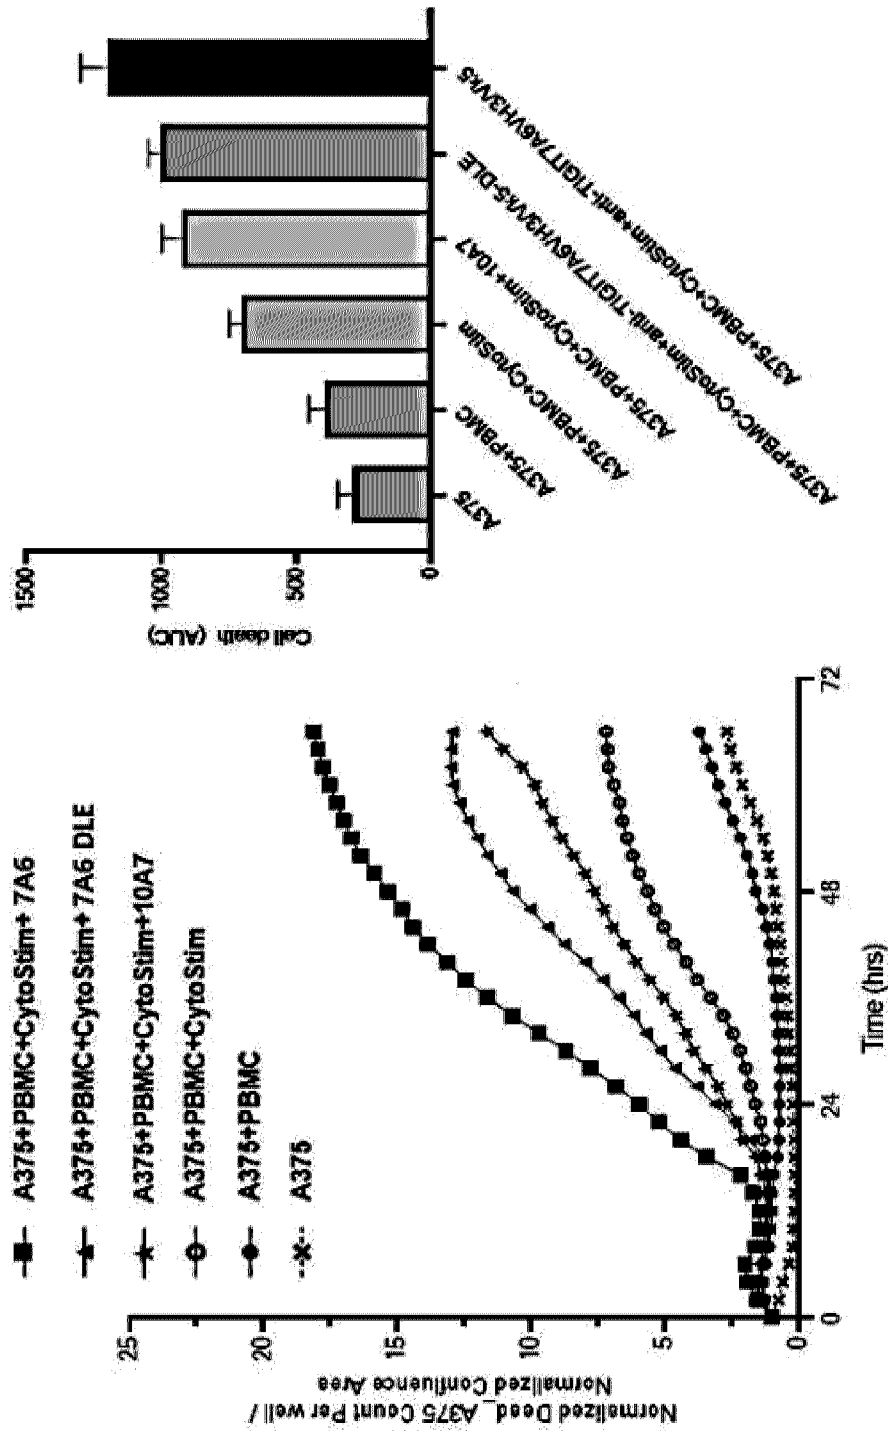 A375+PBMC+CytoStim+ 7A6
A375+PBMC+CytoStim+ 7A6 DLE
A375+PBMC+CytoStim+10A7
A375+PBMC+CytoStim
A375+PBMC
A375
Normalized Dead_A375 Count Per well /
Normalized Confluence Area
25
20
15
10
5
0
0
24
48
72
Time (hrs)
Cell death (AUC)
1500
1000
500
0
A375
A375+PBMC
A375+PBMC+CytoStim
A375+PBMC+CytoStim+10A7
A375+PBMC+CytoStim+anti-TIGIT7A6VH3/Vk5-DLE
A375+PBMC+CytoStim+anti-TIGIT7A6VH3/Vk5